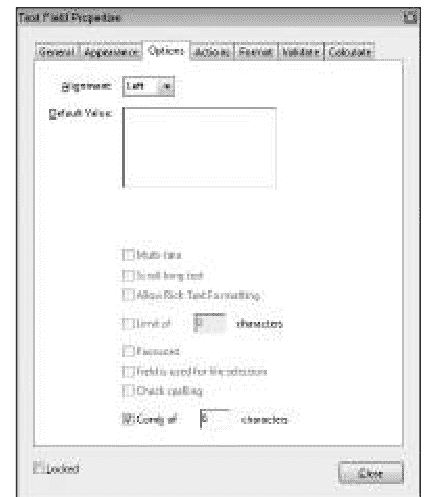 Text Field Properties
General Appearance Options Actions Format Validate Calculate
Alignment: Left
Default Value:
Multi-line
Scroll long text
Allow Rich Text Formatting
Limit of 0 characters
Password
Field is used for file selection
Check spelling
Comb of 6 characters
Locked
Close